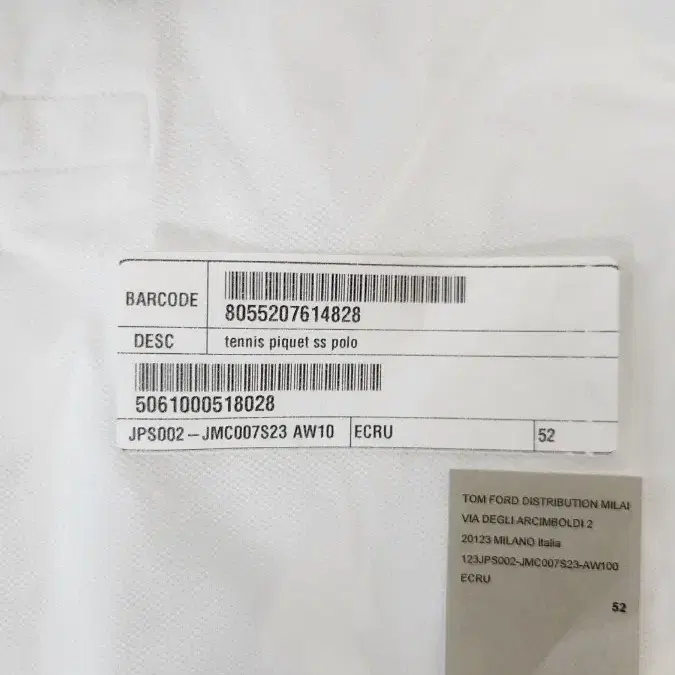 BARCODE
8055207614828
DESC
tennis piquet ss polo
5061000518028
JPS002 – JMC007S23 AW10 ECRU 52
TOM FORD DISTRIBUTION MILAI
VIA DEGLI ARCIMBOLDI 2
20123 MILANO Italia
123JPS002-JMC007S23-AW100
ECRU
52